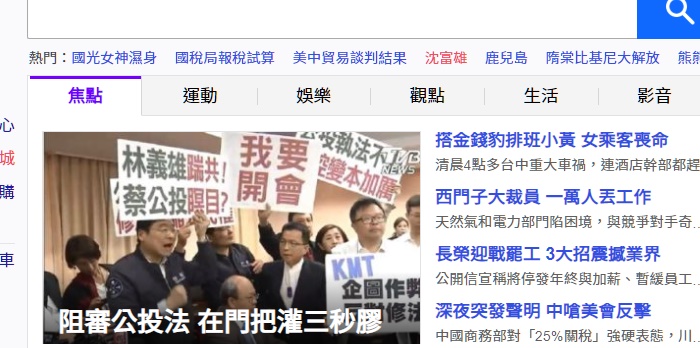 熱門：國光女神濕身 國稅局報稅試算 美中貿易談判結果 沈富雄 鹿兒島 隋棠比基尼大解放 熊熊
焦點 運動 娛樂 觀點 生活 影音
心
城
購
車
林義雄踹共！
蔡公投瞑目？
我要
開會
公投執法不
變本加厲
TVBS
NEWS
KMT
企圖作弊
反對修法
阻審公投法 在門把灌三秒膠
搭金錢豹排班小黃 女乘客喪命
清晨4點多台中重大車禍，連酒店幹部都趕
西門子大裁員 一萬人丟工作
天然氣和電力部門陷困境，與競爭對手奇...
長榮迎戰罷工 3大招震撼業界
公開信宣稱將停發年終與加薪、暫緩員工...
深夜突發聲明 中嗆美會反擊
中國商務部對「25%關稅」強硬表態，川...